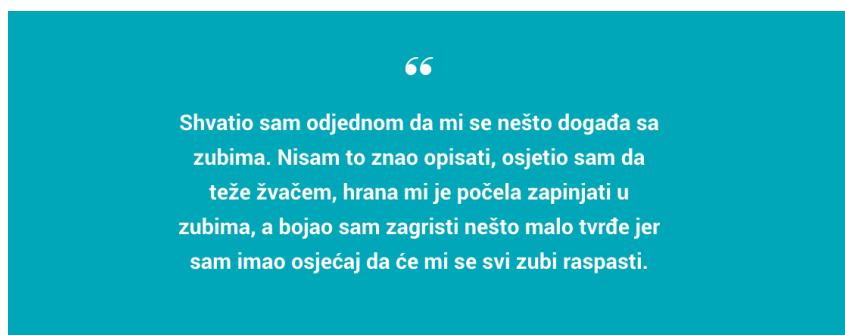 “
Shvatio sam odjednom da mi se nešto događa sa
zubima. Nisam to znao opisati, osjetio sam da
teže žvačem, hrana mi je počela zapinjati u
zubima, a bojao sam zagristi nešto malo tvrđe jer
sam imao osjećaj da će mi se svi zubi raspasti.